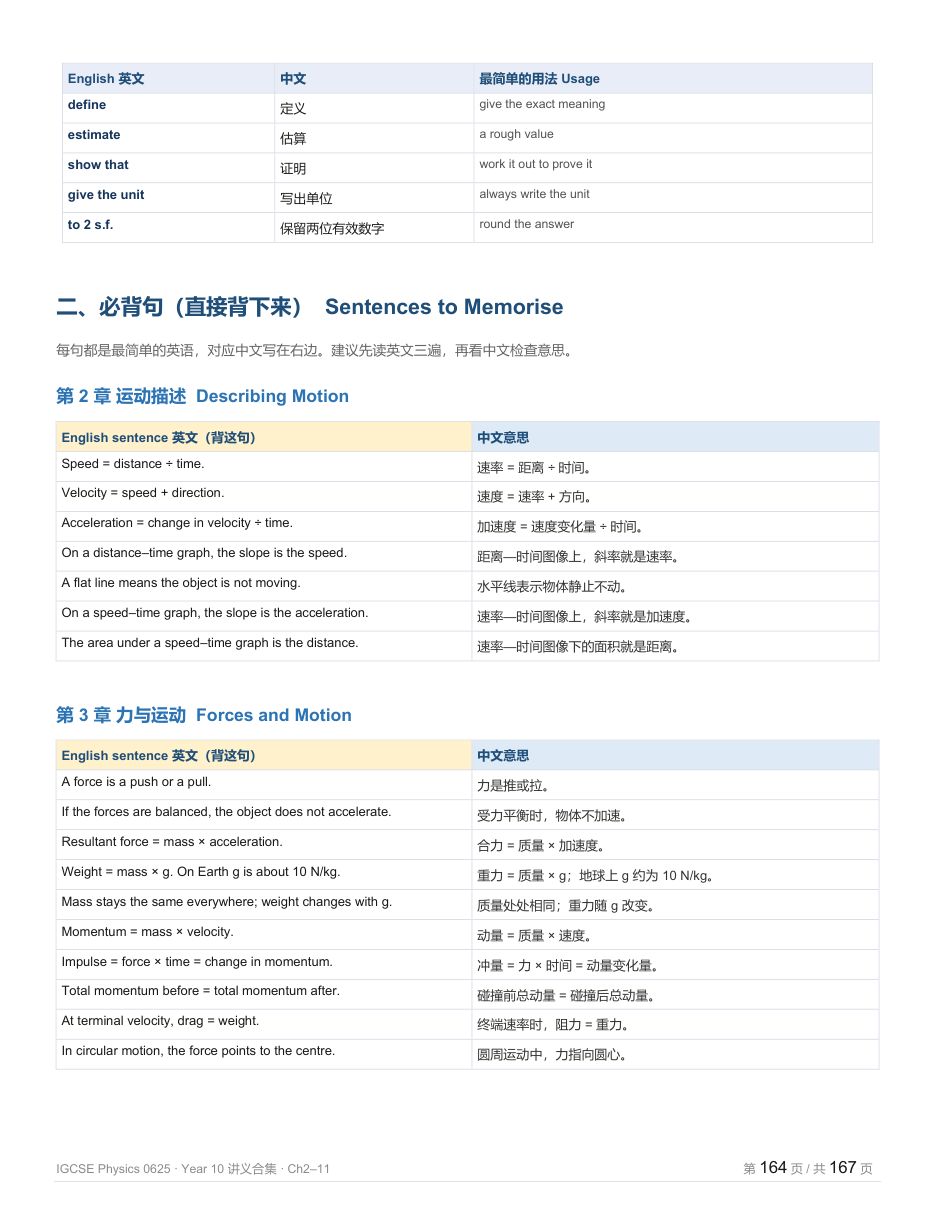 English 英文 中文 最简单的用法 Usage
define 定义 give the exact meaning
estimate 估算 a rough value
show that 证明 work it out to prove it
give the unit 写出单位 always write the unit
to 2 s.f. 保留两位有效数字 round the answer
二、必背句（直接背下来） Sentences to Memorise
每句都是最简单的英语，对应中文写在右边。建议先读英文三遍，再看中文检查意思。
第 2 章 运动描述 Describing Motion
English sentence 英文（背这句） 中文意思
Speed = distance ÷ time. 速率 = 距离 ÷ 时间。
Velocity = speed + direction. 速度 = 速率 + 方向。
Acceleration = change in velocity ÷ time. 加速度 = 速度变化量 ÷ 时间。
On a distance–time graph, the slope is the speed. 距离—时间图像上，斜率就是速率。
A flat line means the object is not moving. 水平线表示物体静止不动。
On a speed–time graph, the slope is the acceleration. 速率—时间图像上，斜率就是加速度。
The area under a speed–time graph is the distance. 速率—时间图像下的面积就是距离。
第 3 章 力与运动 Forces and Motion
English sentence 英文（背这句） 中文意思
A force is a push or a pull. 力是推或拉。
If the forces are balanced, the object does not accelerate. 受力平衡时，物体不加速。
Resultant force = mass × acceleration. 合力 = 质量 × 加速度。
Weight = mass × g. On Earth g is about 10 N/kg. 重力 = 质量 × g；地球上 g 约为 10 N/kg。
Mass stays the same everywhere; weight changes with g. 质量处处相同；重力随 g 改变。
Momentum = mass × velocity. 动量 = 质量 × 速度。
Impulse = force × time = change in momentum. 冲量 = 力 × 时间 = 动量变化量。
Total momentum before = total momentum after. 碰撞前总动量 = 碰撞后总动量。
At terminal velocity, drag = weight. 终端速率时，阻力 = 重力。
In circular motion, the force points to the centre. 圆周运动中，力指向圆心。
IGCSE Physics 0625 · Year 10 讲义合集 · Ch2–11 第 164 页 / 共 167 页